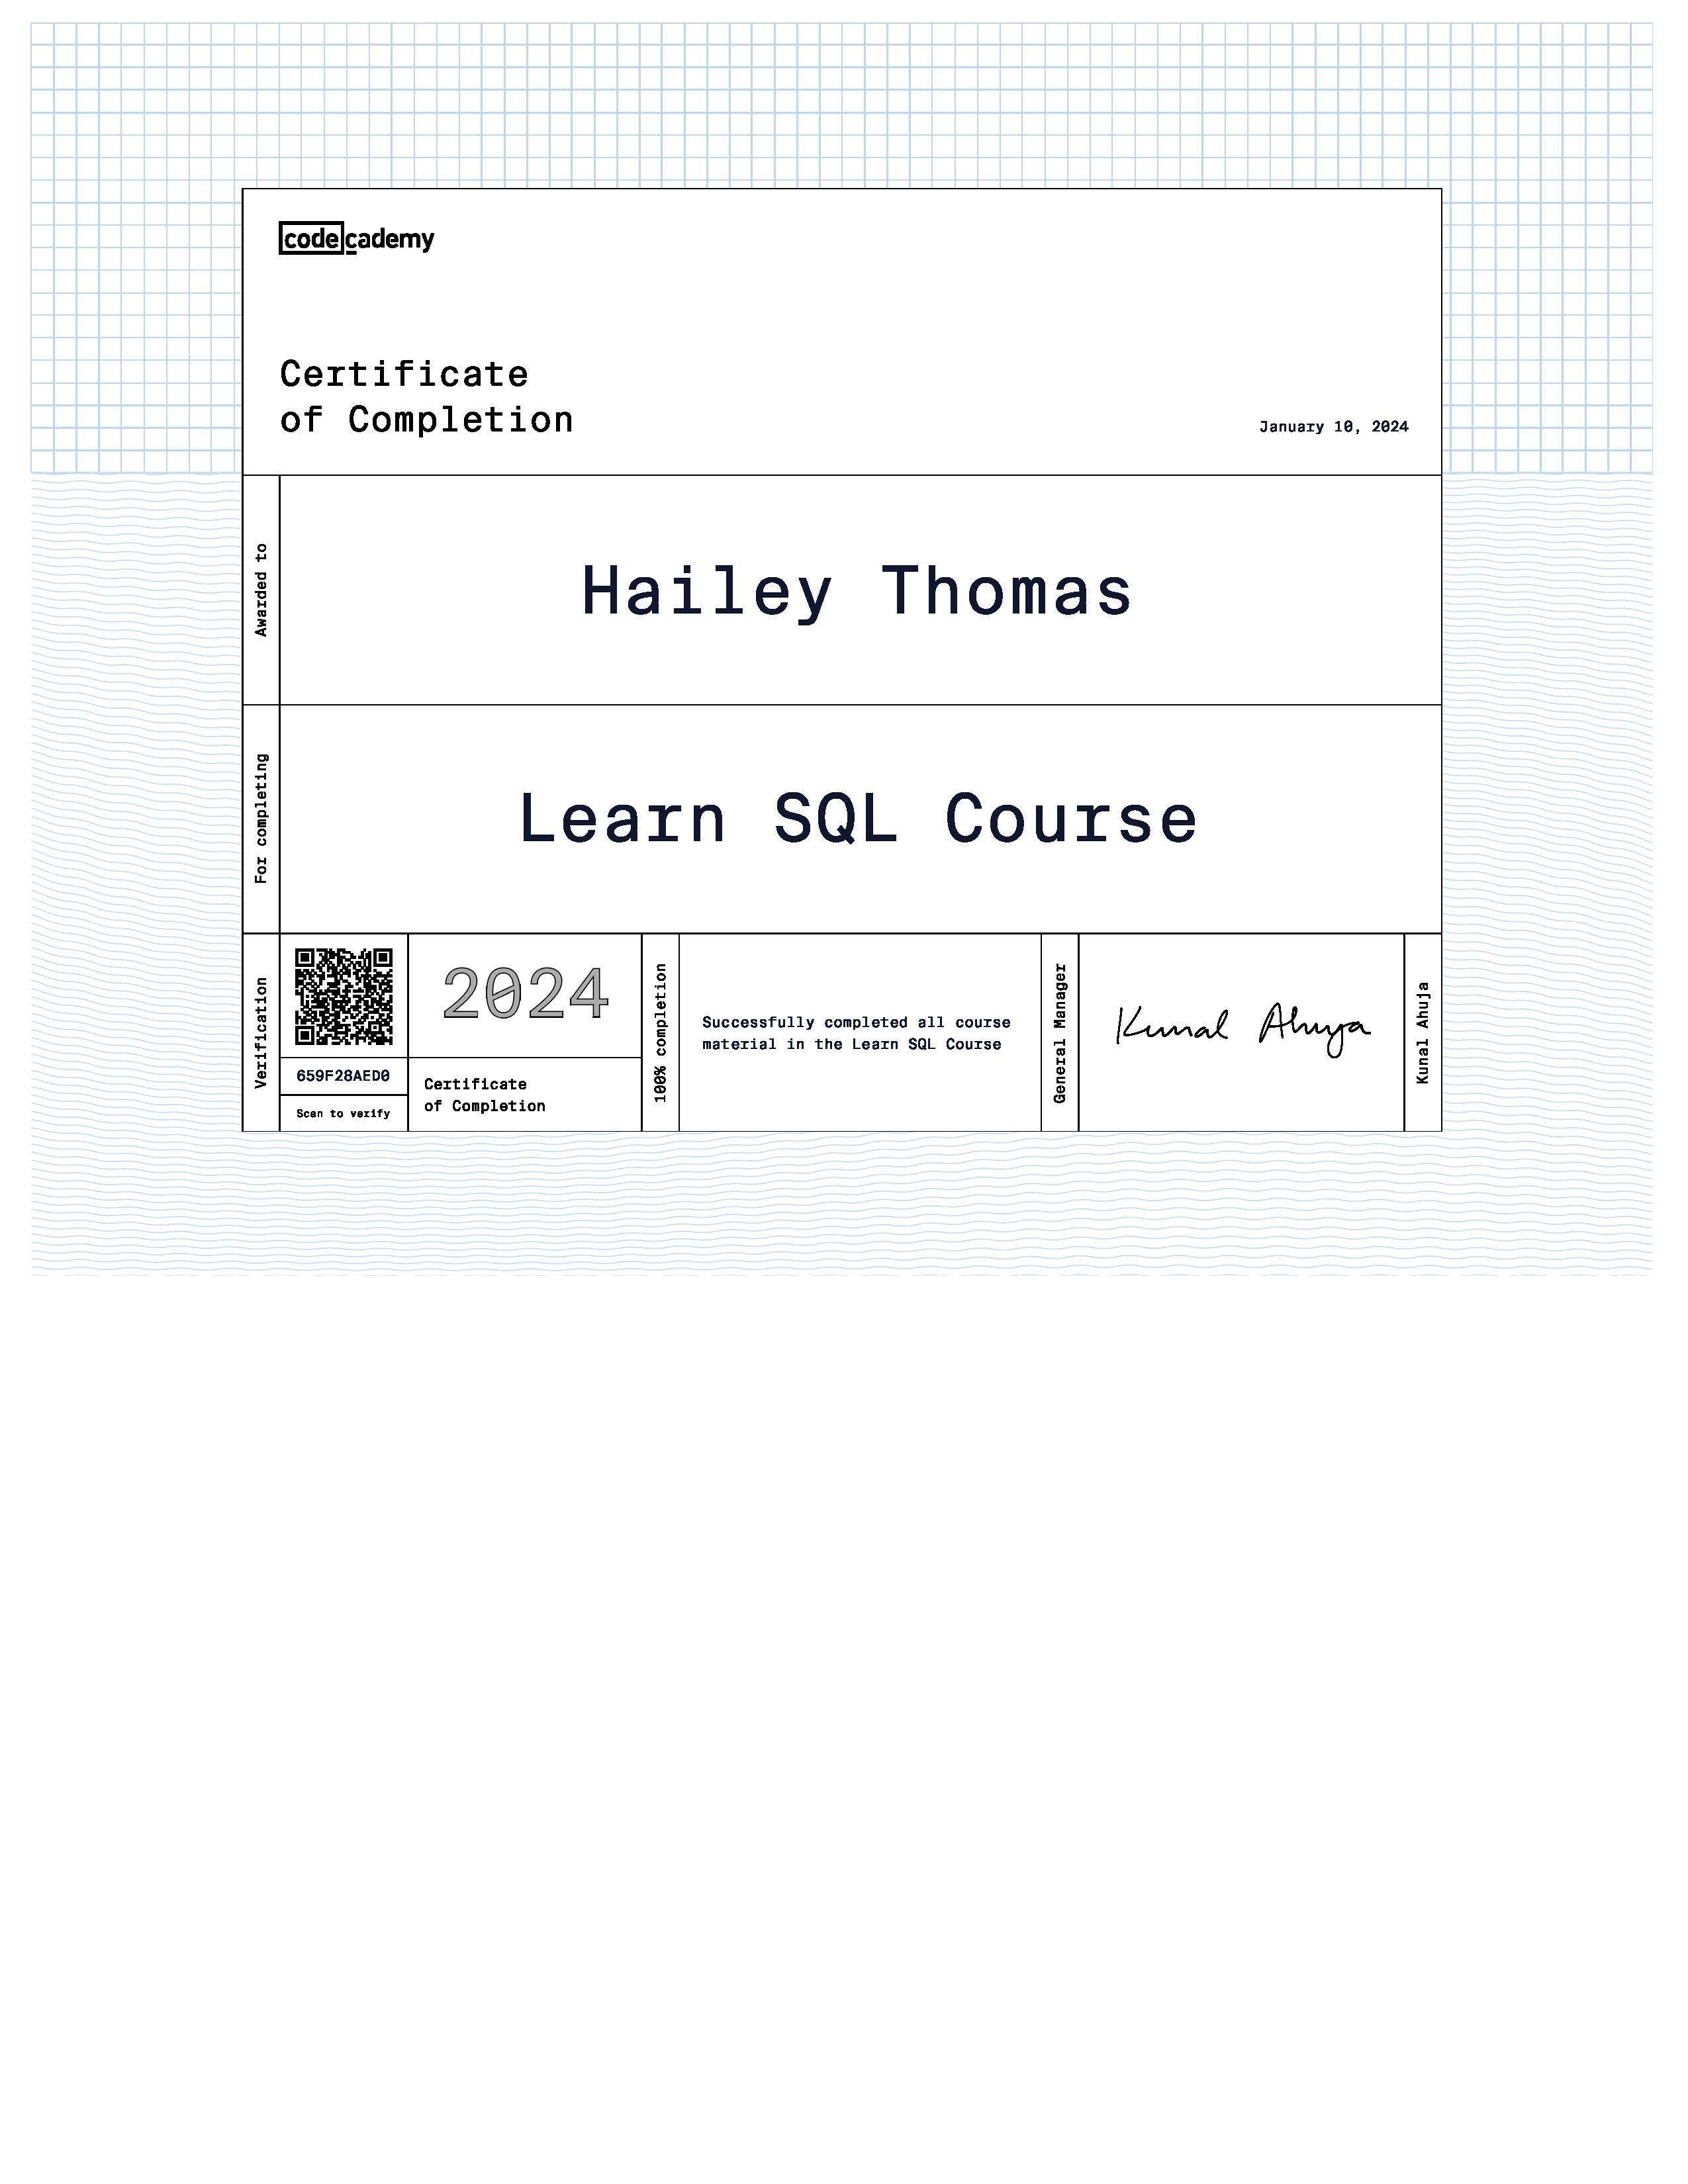 codecademy
Certificate
of Completion
January 10, 2024
Awarded to
Hailey Thomas
For completing
Learn SQL Course
Verification
659F28AED0
Scan to verify
2024
Certificate
of Completion
100% completion
Successfully completed all course
material in the Learn SQL Course
General Manager
Kunal Ahuja
Kunal Ahuja